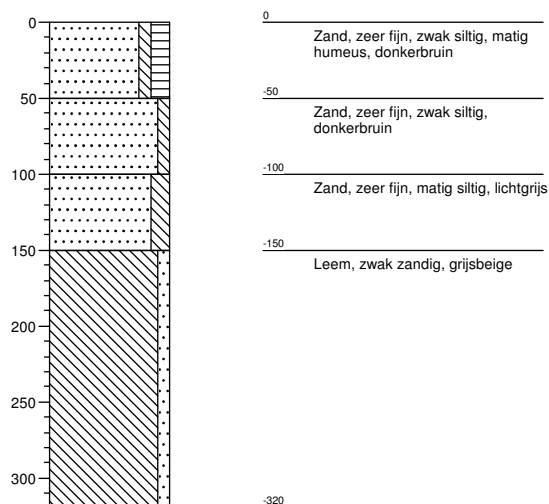 0
0
Zand, zeer fijn, zwak siltig, matig
humeus, donkerbruin
50
-50
Zand, zeer fijn, zwak siltig,
donkerbruin
100
-100
Zand, zeer fijn, matig siltig, lichtgrijs
150
-150
Leem, zwak zandig, grijsbeige
200
250
300
-320